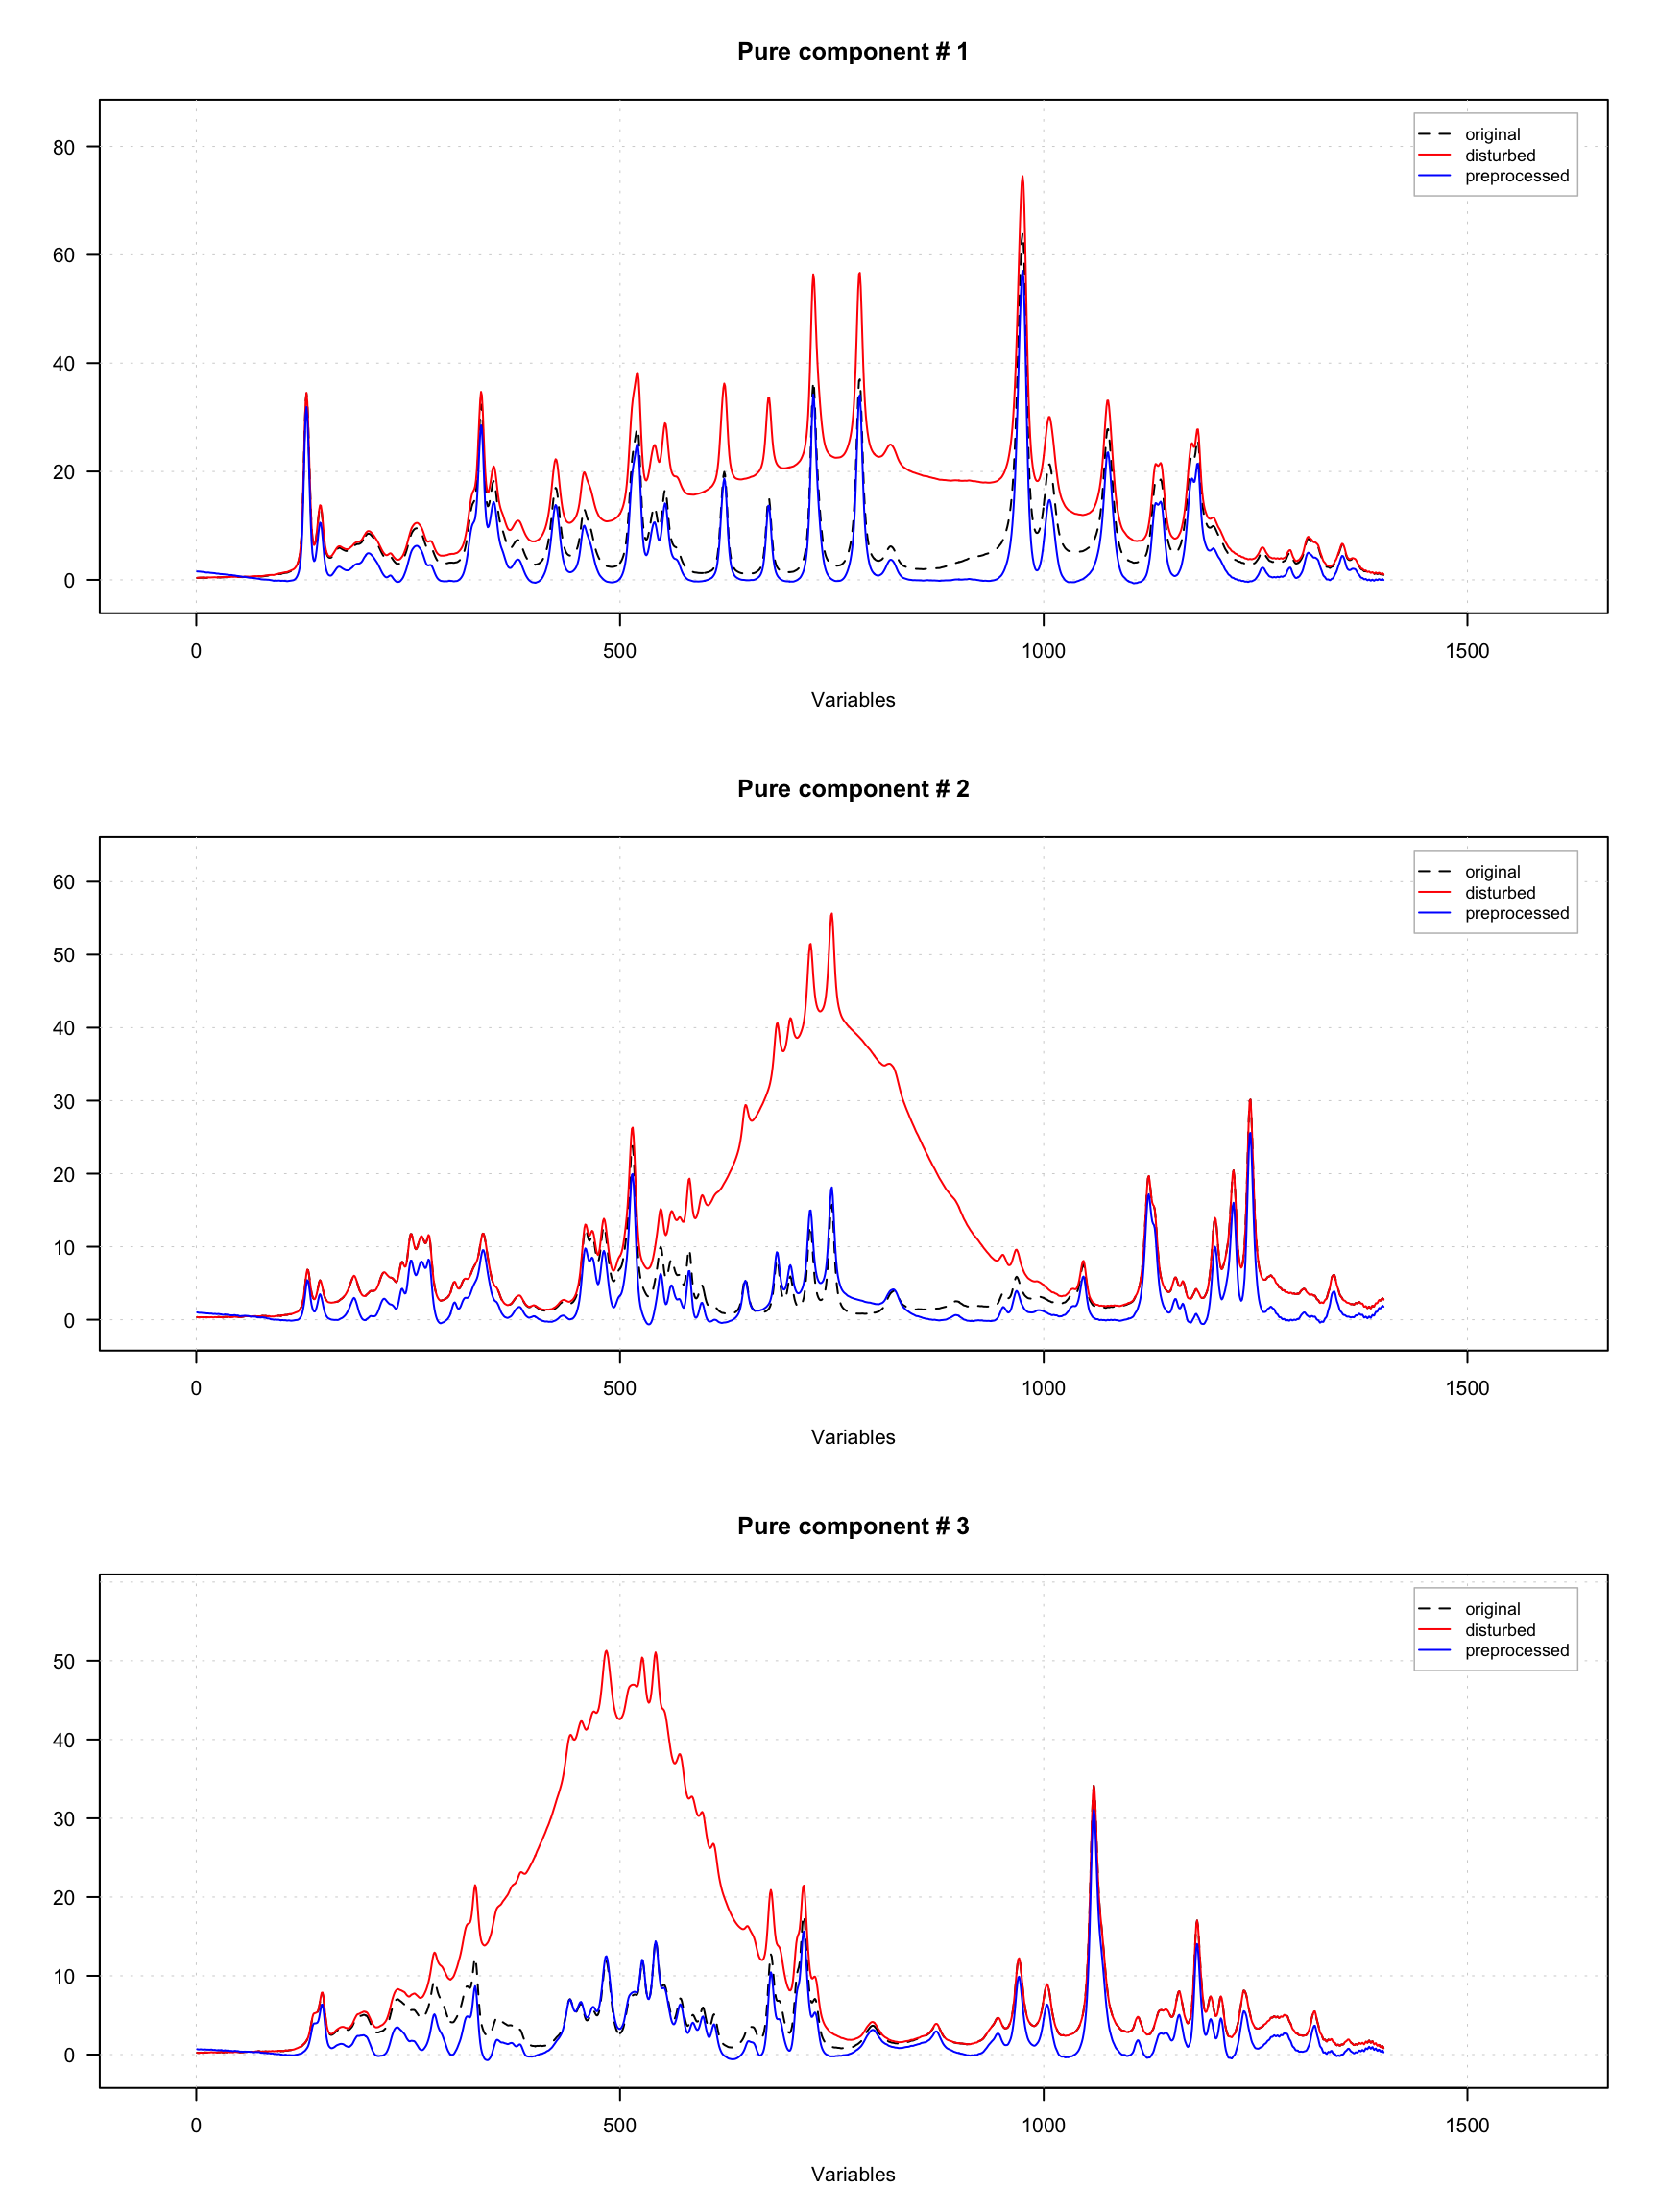 Pure component # 1
original
disturbed
preprocessed
80
60
40
20
0
0 500 1000 1500
Variables
Pure component # 2
original
disturbed
preprocessed
60
50
40
30
20
10
0
0 500 1000 1500
Variables
Pure component # 3
original
disturbed
preprocessed
50
40
30
20
10
0
0 500 1000 1500
Variables